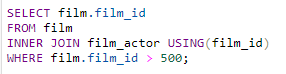 SELECT film.film_id
FROM film
INNER JOIN film_actor USING(film_id)
WHERE film.film_id > 500;